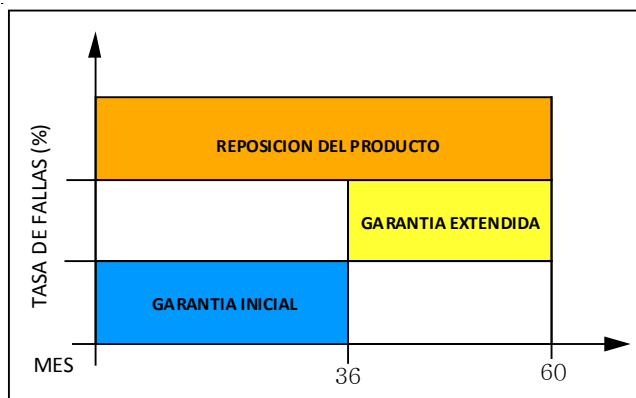 TASA DE FALLAS (%)
REPOSICION DEL PRODUCTO
GARANTIA EXTENDIDA
GARANTIA INICIAL
MES
36
60